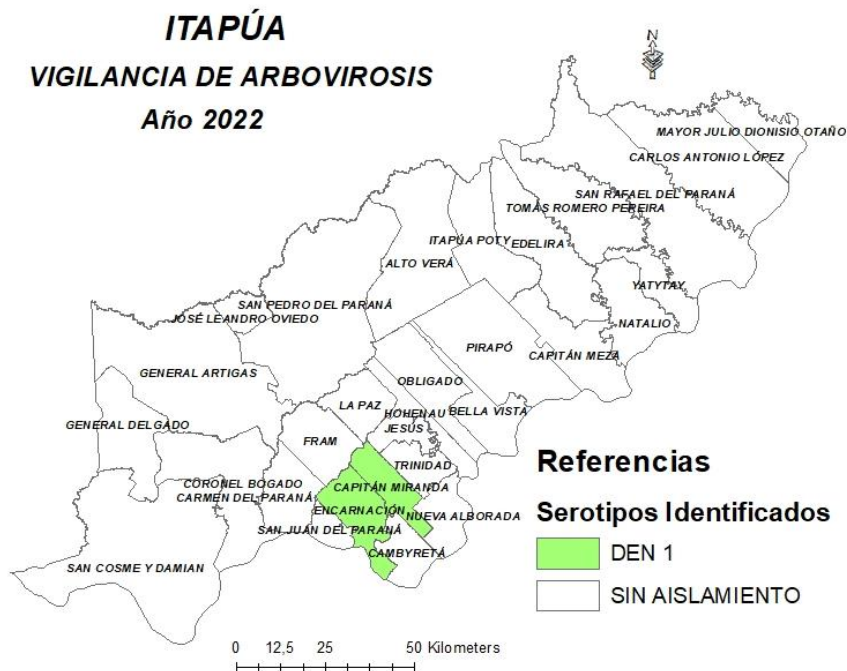 ITAPÚA
VIGILANCIA DE ARBOVIROSIS
Año 2022
N
MAYOR JULIO DIONISIO OTAÑO
CARLOS ANTONIO LÓPEZ
SAN RAFAEL DEL PARANÁ
TOMÁS ROMERO PEREIRA
ITAPÚA POTY
EDELIRA
ALTO VERÁ
YATYTAY
SAN PEDRO DEL PARANÁ
JOSÉ LEANDRO OVIEDO
NATALIO
PIRAPÓ
CAPITÁN MEZA
GENERAL ARTIGAS
OBLIGADO
LA PAZ
HOHENAU
BELLA VISTA
JESÚS
GENERAL DELGADO
FRAM
TRINIDAD
CORONEL BOGADO
CAPITÁN MIRANDA
CARMEN DEL PARANÁ
ENCARNACIÓN
NUEVA ALBORADA
SAN JUÁN DEL PARANÁ
CAMBYRETÁ
SAN COSME Y DAMIAN
Referencias
Serotipos Identificados
DEN 1
SIN AISLAMIENTO
0 12,5 25 50 Kilometers